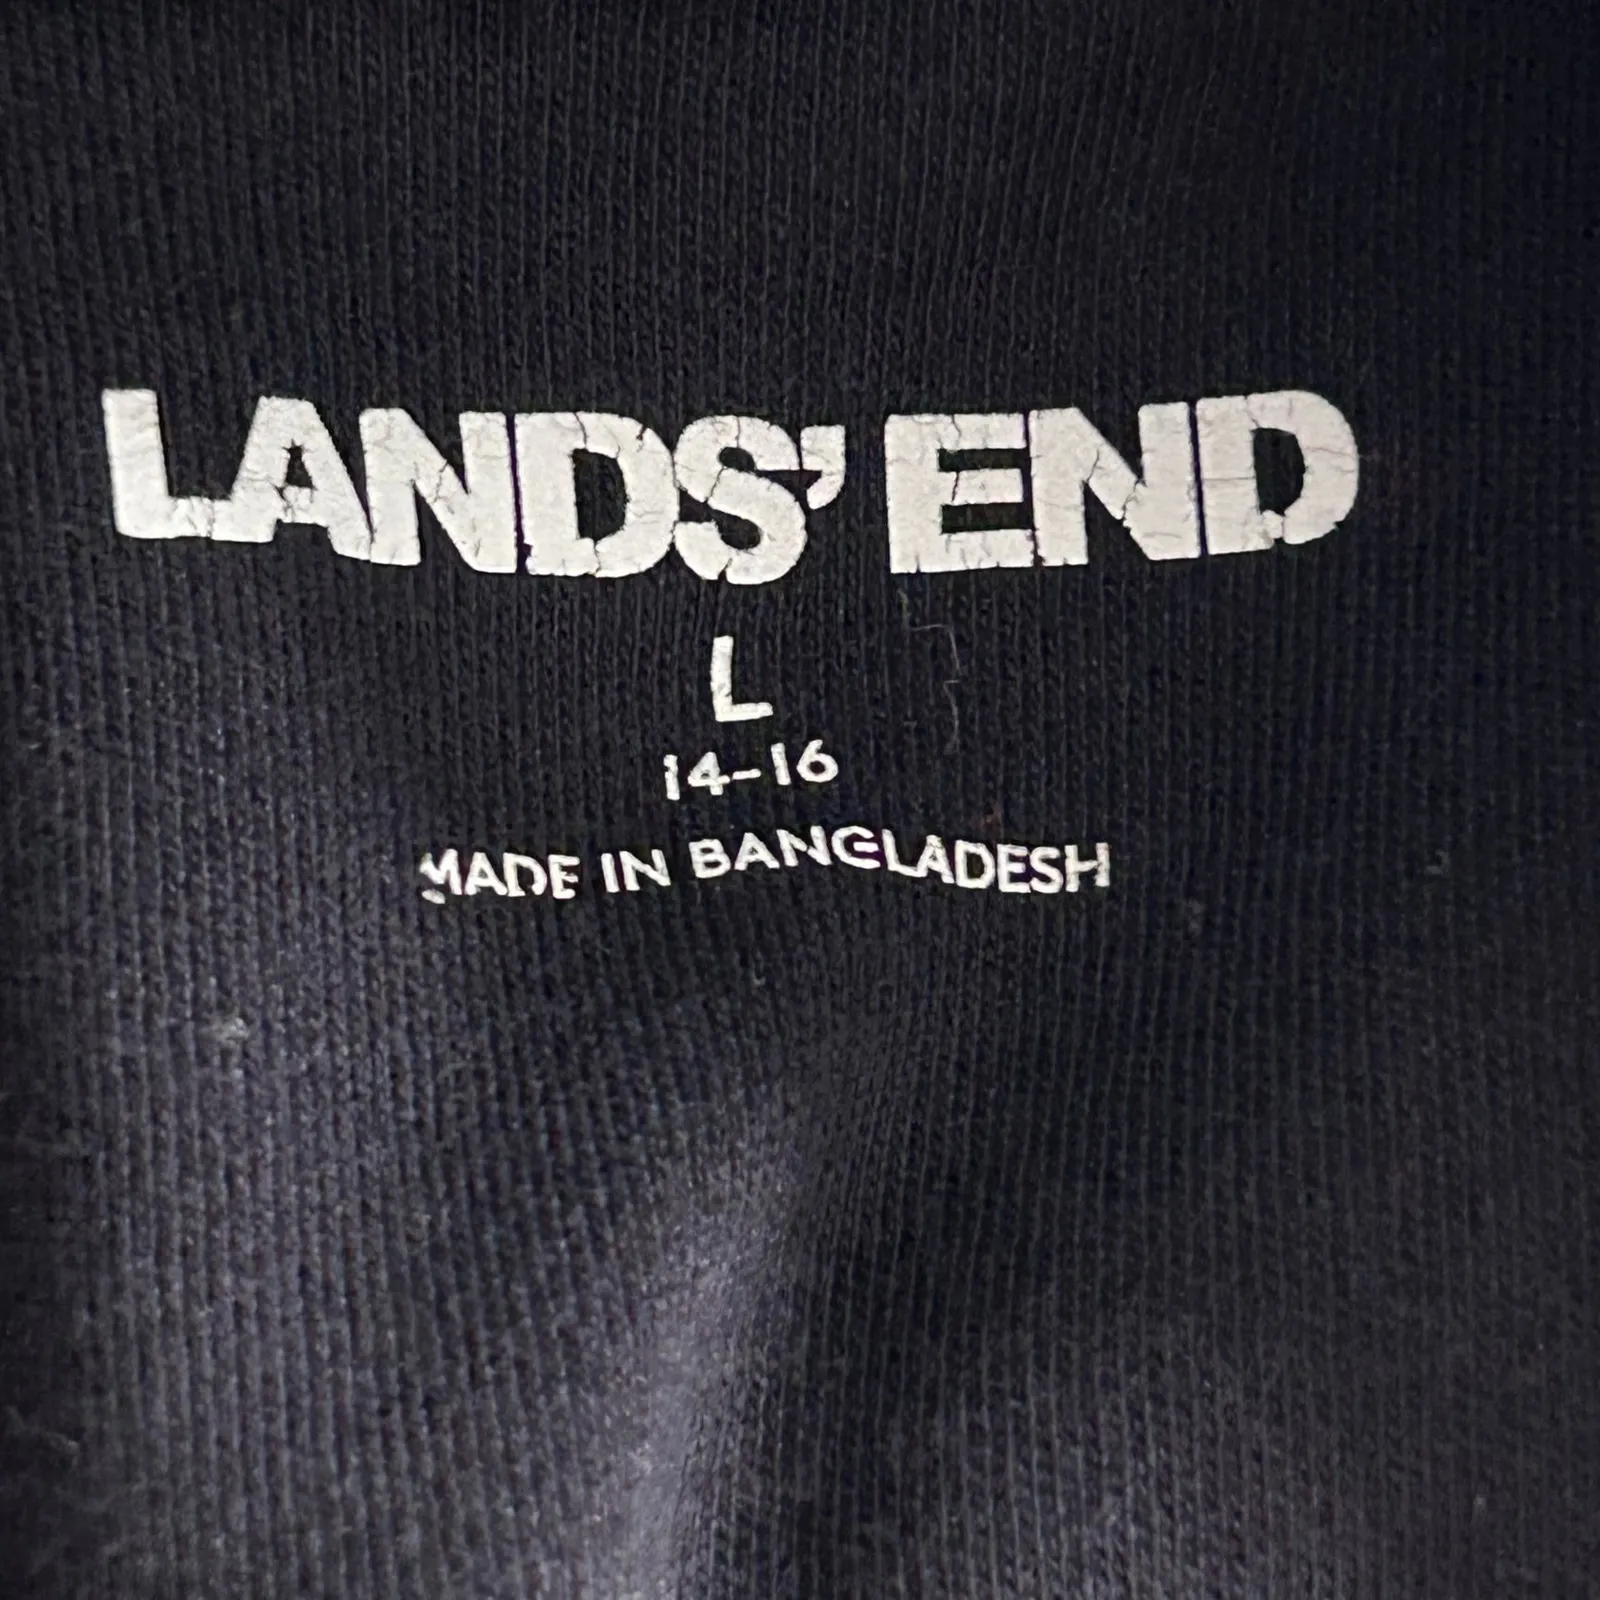 LANDS' END
L
14-16
MADE IN BANGLADESH